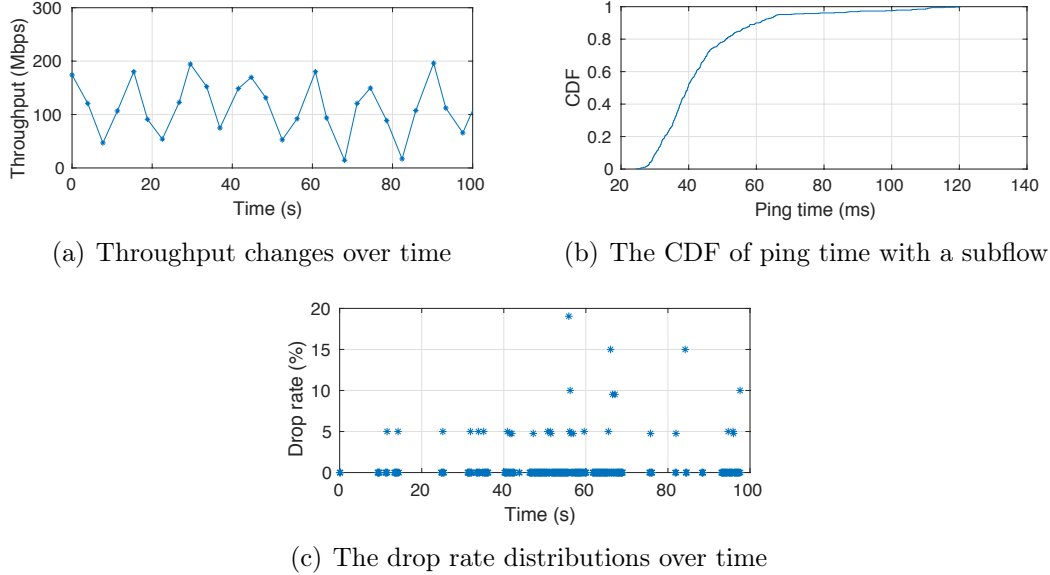 300
200
100
0
Throughput (Mbps)
0 20 40 60 80 100
Time (s)
(a) Throughput changes over time
1
0.8
0.6
0.4
0.2
0
CDF
20 40 60 80 100 120 140
Ping time (ms)
(b) The CDF of ping time with a subflow
20
15
10
5
0
Drop rate (%)
0 20 40 60 80 100
Time (s)
(c) The drop rate distributions over time